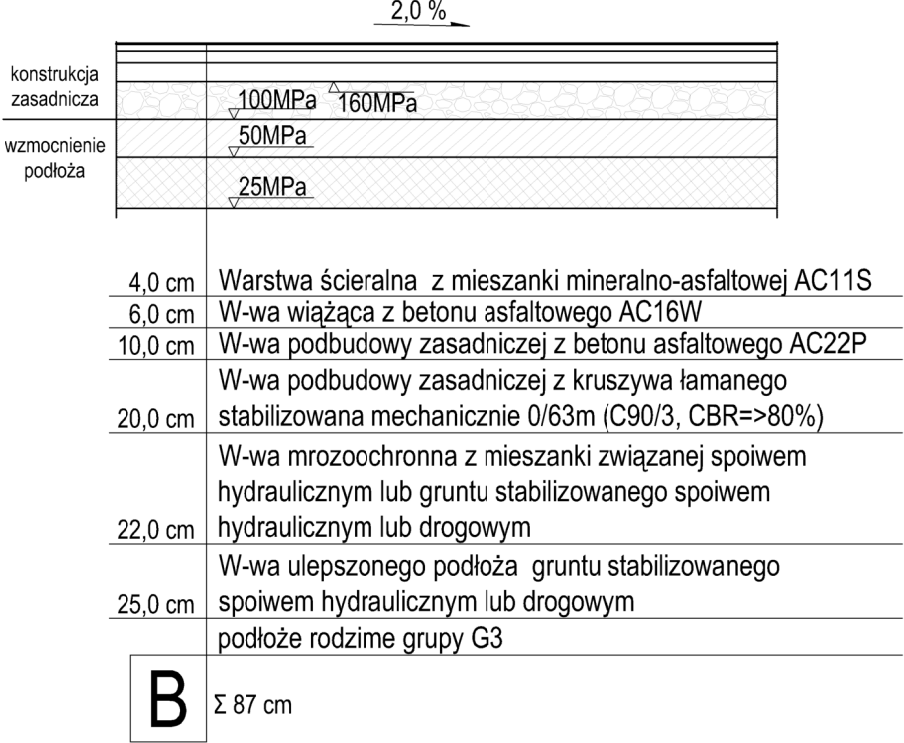 2,0 %
konstrukcja
zasadnicza
100MPa 160MPa
wzmocnienie
podłoża
50MPa
25MPa
4,0 cm Warstwa ścieralna z mieszanki mineralno-asfaltowej AC11S
6,0 cm W-wa wiążąca z betonu asfaltowego AC16W
10,0 cm W-wa podbudowy zasadniczej z betonu asfaltowego AC22P
W-wa podbudowy zasadniczej z kruszywa łamanego
20,0 cm stabilizowana mechanicznie 0/63m (C90/3, CBR=>80%)
W-wa mrozoochronna z mieszanki związanej spoiwem
hydraulicznym lub gruntu stabilizowanego spoiwem
22,0 cm hydraulicznym lub drogowym
W-wa ulepszonego podłoża gruntu stabilizowanego
25,0 cm spoiwem hydraulicznym lub drogowym
podłoże rodzime grupy G3
B Σ 87 cm